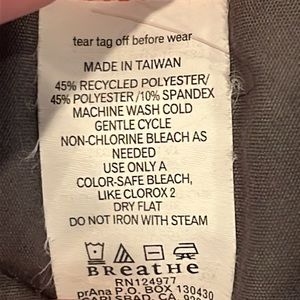 tear tag off before wear
MADE IN TAIWAN
45% RECYCLED POLYESTER/
45% POLYESTER /10% SPANDEX
MACHINE WASH COLD
GENTLE CYCLE
NON-CHLORINE BLEACH AS
NEEDED
USE ONLY A
COLOR-SAFE BLEACH,
LIKE CLOROX 2
DRY FLAT
DO NOT IRON WITH STEAM
BReatHe
RN124977
prAna P.O. BOX 130430
CARLSBAD, CA